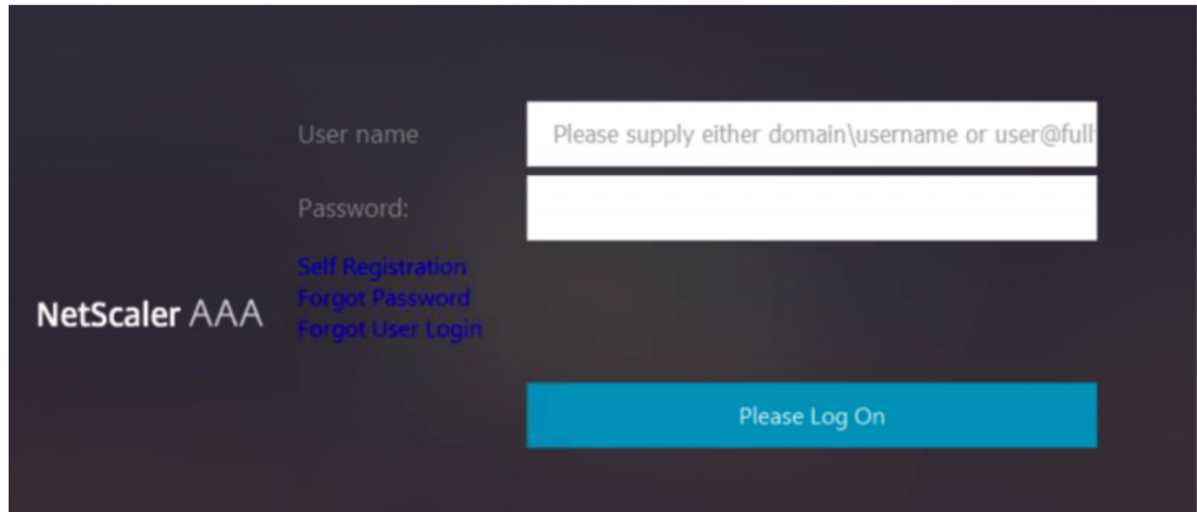 User name
Please supply either domain\username or user@full
Password:
Self Registration
Forgot Password
Forgot User Login
NetScaler AAA
Please Log On